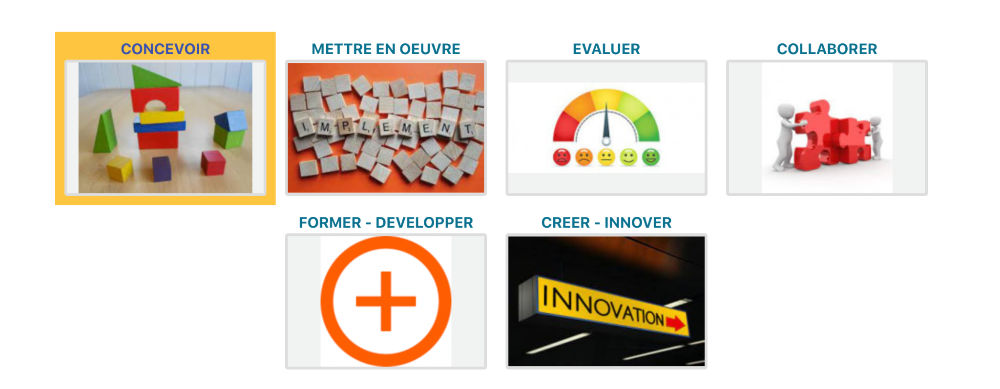 CONCEVOIR
METTRE EN OEUVRE
EVALUER
COLLABORER
IMPLEMENT
FORMER - DEVELOPPER
CREER - INNOVER
INNOVATION